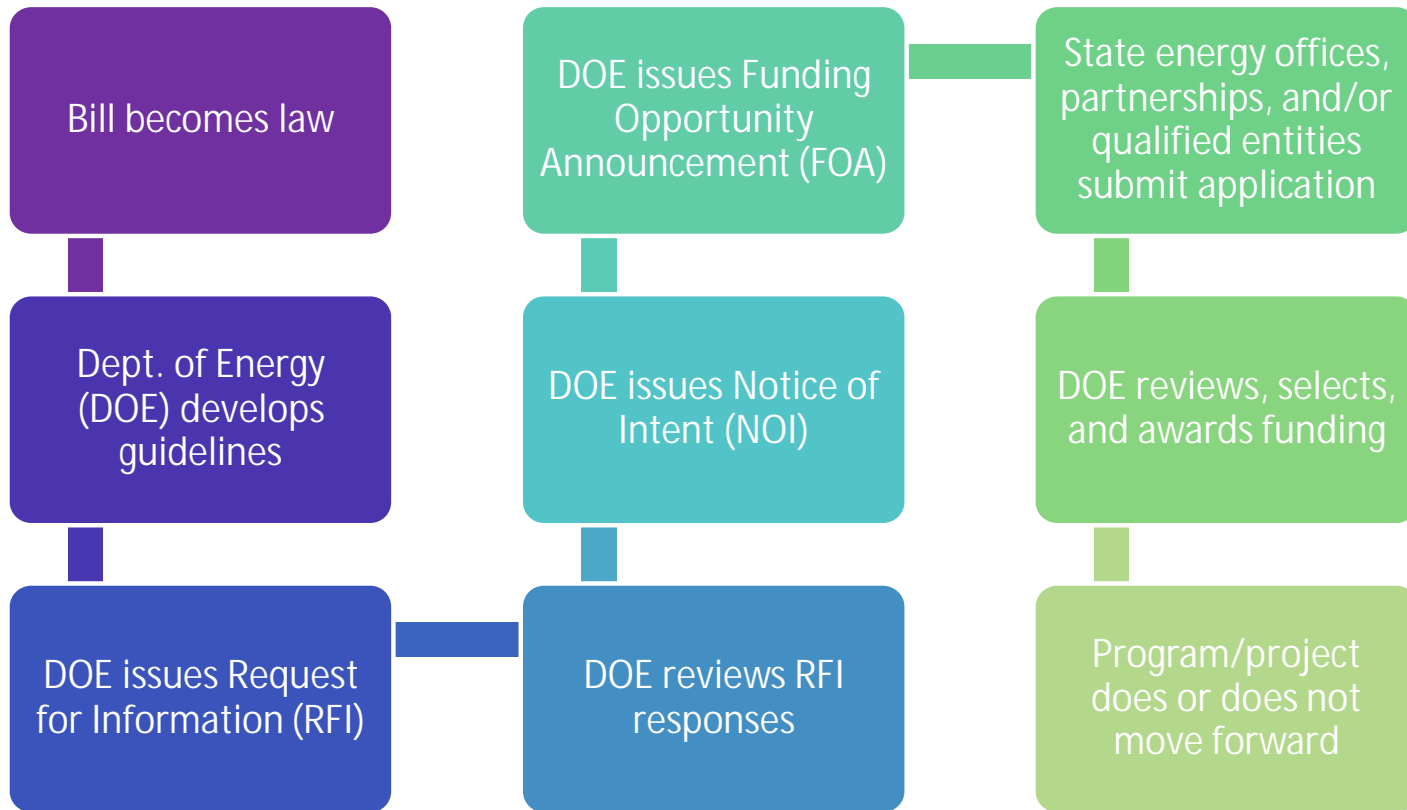 Bill becomes law
Dept. of Energy
(DOE) develops
guidelines
DOE issues Request
for Information (RFI)
DOE reviews RFI
responses
DOE issues Notice of
Intent (NOI)
DOE issues Funding
Opportunity
Announcement (FOA)
State energy offices,
partnerships, and/or
qualified entities
submit application
DOE reviews, selects,
and awards funding
Program/project
does or does not
move forward